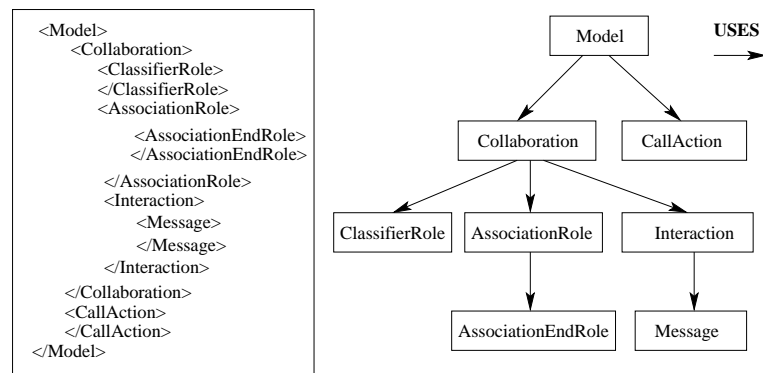 <Model>
<Collaboration>
<ClassifierRole>
</ClassifierRole>
<AssociationRole>
<AssociationEndRole>
</AssociationEndRole>
</AssociationRole>
<Interaction>
<Message>
</Message>
</Interaction>
</Collaboration>
<CallAction>
</CallAction>
</Model>
Model
USES
Collaboration
CallAction
ClassifierRole
AssociationRole
Interaction
AssociationEndRole
Message